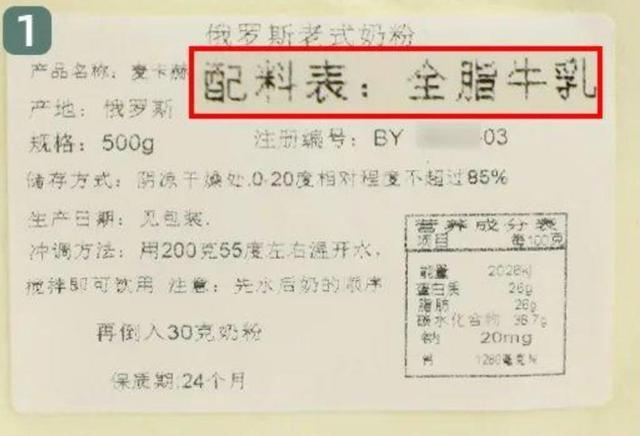 1
俄罗斯老式奶粉
产品名称：麦卡赫
配料表：全脂牛乳
产地：俄罗斯
规格：500g
注册编号：BY
03
储存方式：阴凉干燥处.0-20度相对程度不超过85%
生产日期：见包装.
冲调方法：用200克55度左右温开水，
搅拌即可饮用 注意：先水后奶的顺序
再倒入30克奶粉
保质期:24个月
营养成分表
项目 每100克
能量 2028kj
蛋白质 26g
脂肪 26g
碳水化合物 38.7g
钠 20mg
钙